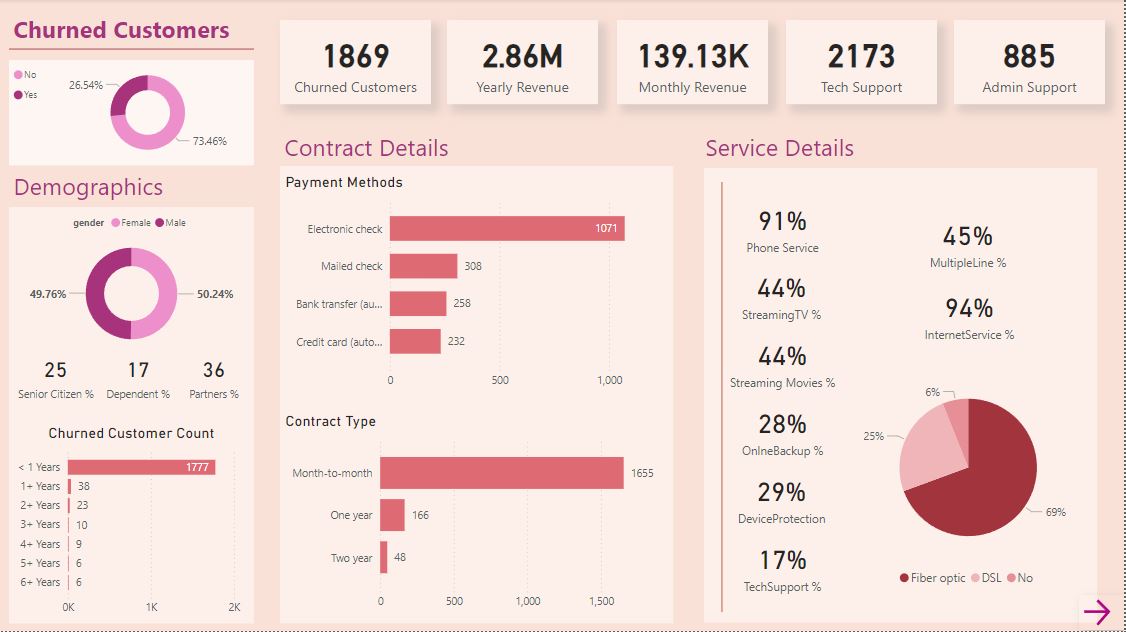 Churned Customers
No
Yes
26.54%
73.46%
1869
Churned Customers
2.86M
Yearly Revenue
139.13K
Monthly Revenue
2173
Tech Support
885
Admin Support
Demographics
gender Female Male
49.76%
50.24%
25
Senior Citizen %
17
Dependent %
36
Partners %
Churned Customer Count
< 1 Years 1777
1+ Years 38
2+ Years 23
3+ Years 10
4+ Years 9
5+ Years 6
6+ Years 6
0K 1K 2K
Contract Details
Payment Methods
Electronic check 1071
Mailed check 308
Bank transfer (au... 258
Credit card (auto... 232
0 500 1,000
Contract Type
Month-to-month 1655
One year 166
Two year 48
0 500 1,000 1,500
Service Details
91%
Phone Service
44%
StreamingTV %
44%
Streaming Movies %
28%
OnlneBackup %
29%
DeviceProtection
17%
TechSupport %
45%
MultipleLine %
94%
InternetService %
6%
25%
69%
Fiber optic DSL No